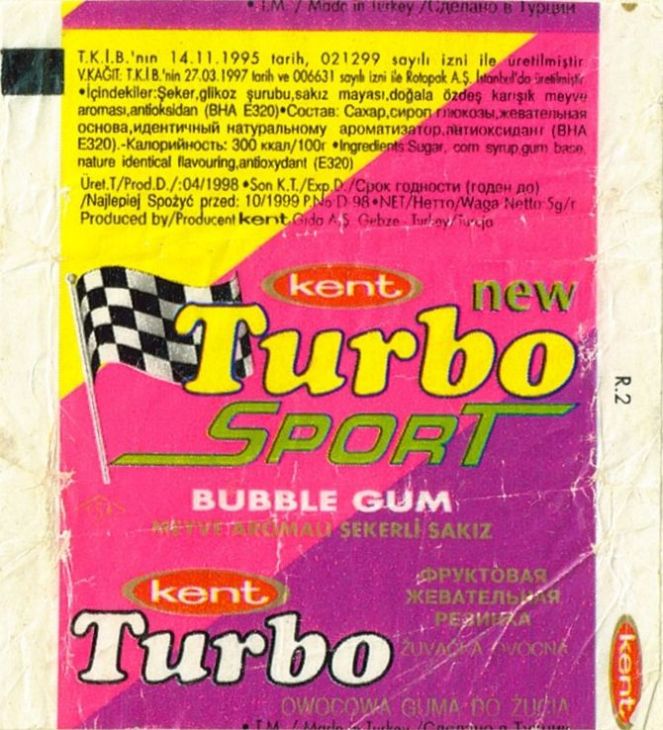 • T.M. / Made in Turkey /Сделано в Турции
T.K.İ.B.'nın 14.11.1995 tarih, 021299 sayılı izni ile üretilmiştir
V.KAĞIT: T.K.İ.B.'nin 27.03.1997 tarih ve 006631 sayılı izni ile Rotopak A.Ş. İstanbul'da üretilmiştir.
•İçindekiler:Şeker,glikoz şurubu,sakız mayası,doğala özdeş karışık meyve
aroması,antioksidan (BHA E320)•Состав: Сахар,сироп глюкозы,жевательная
основа,идентичный натуральному ароматизатор,антиоксидант (BHA
E320).-Калорийность: 300 ккал/100г •Ingredients:Sugar, corn syrup,gum base,
nature identical flavouring,antioxydant (E320)
Üret.T/Prod.D./:04/1998 •Son K.T./Exp.D./Срок годности (годен до)
/Najlepiej Spożyć przed: 10/1999 P.No D-98•NET/Нетто/Waga Netto:5g/г
Produced by/Producent kent Gıda A.Ş. Gebze - Turkey/Turcja
kent
new
Turbo
SPORT
R.2
BUBBLE GUM
MEYVE AROMALI ŞEKERLİ SAKIZ
kent
Turbo
ФРУКТОВАЯ
ЖЕВАТЕЛЬНАЯ
РЕЗИНКА
ŽUVAČKA OVOCNÁ
OWOCOWA GUMA DO ŻUCIA
kent
• T.M. / Made in Turkey /Сделано в Турции